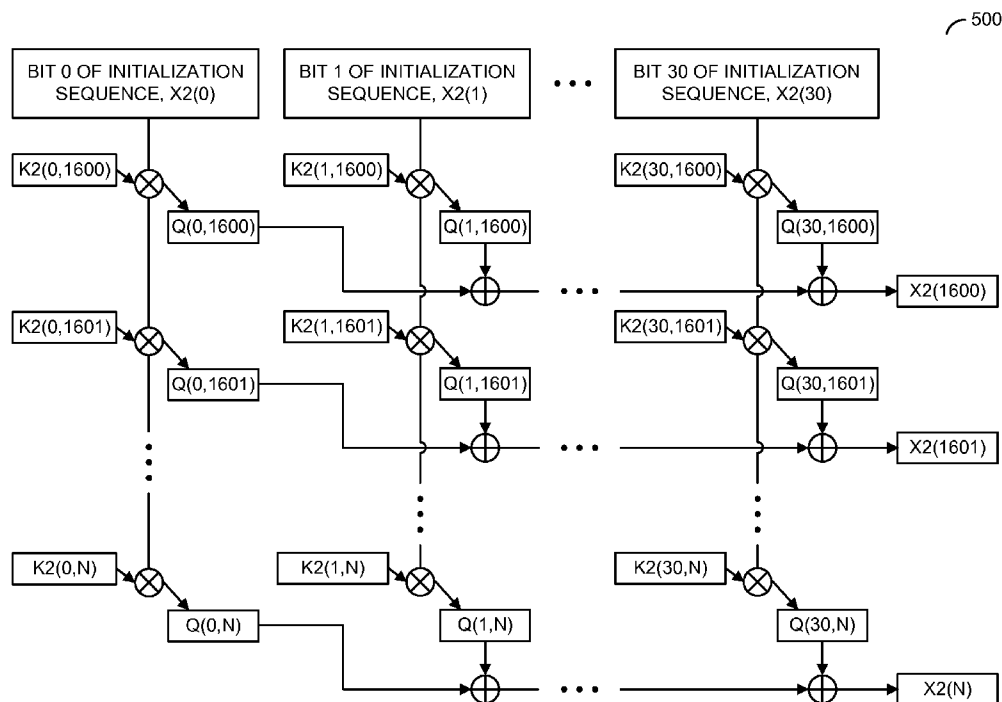 500
BIT 0 OF INITIALIZATION
SEQUENCE, X2(0)
BIT 1 OF INITIALIZATION
SEQUENCE, X2(1)
BIT 30 OF INITIALIZATION
SEQUENCE, X2(30)
K2(0,1600)
K2(1,1600)
K2(30,1600)
Q(0,1600)
Q(1,1600)
Q(30,1600)
X2(1600)
K2(0,1601)
K2(1,1601)
K2(30,1601)
Q(0,1601)
Q(1,1601)
Q(30,1601)
X2(1601)
K2(0,N)
K2(1,N)
K2(30,N)
Q(0,N)
Q(1,N)
Q(30,N)
X2(N)